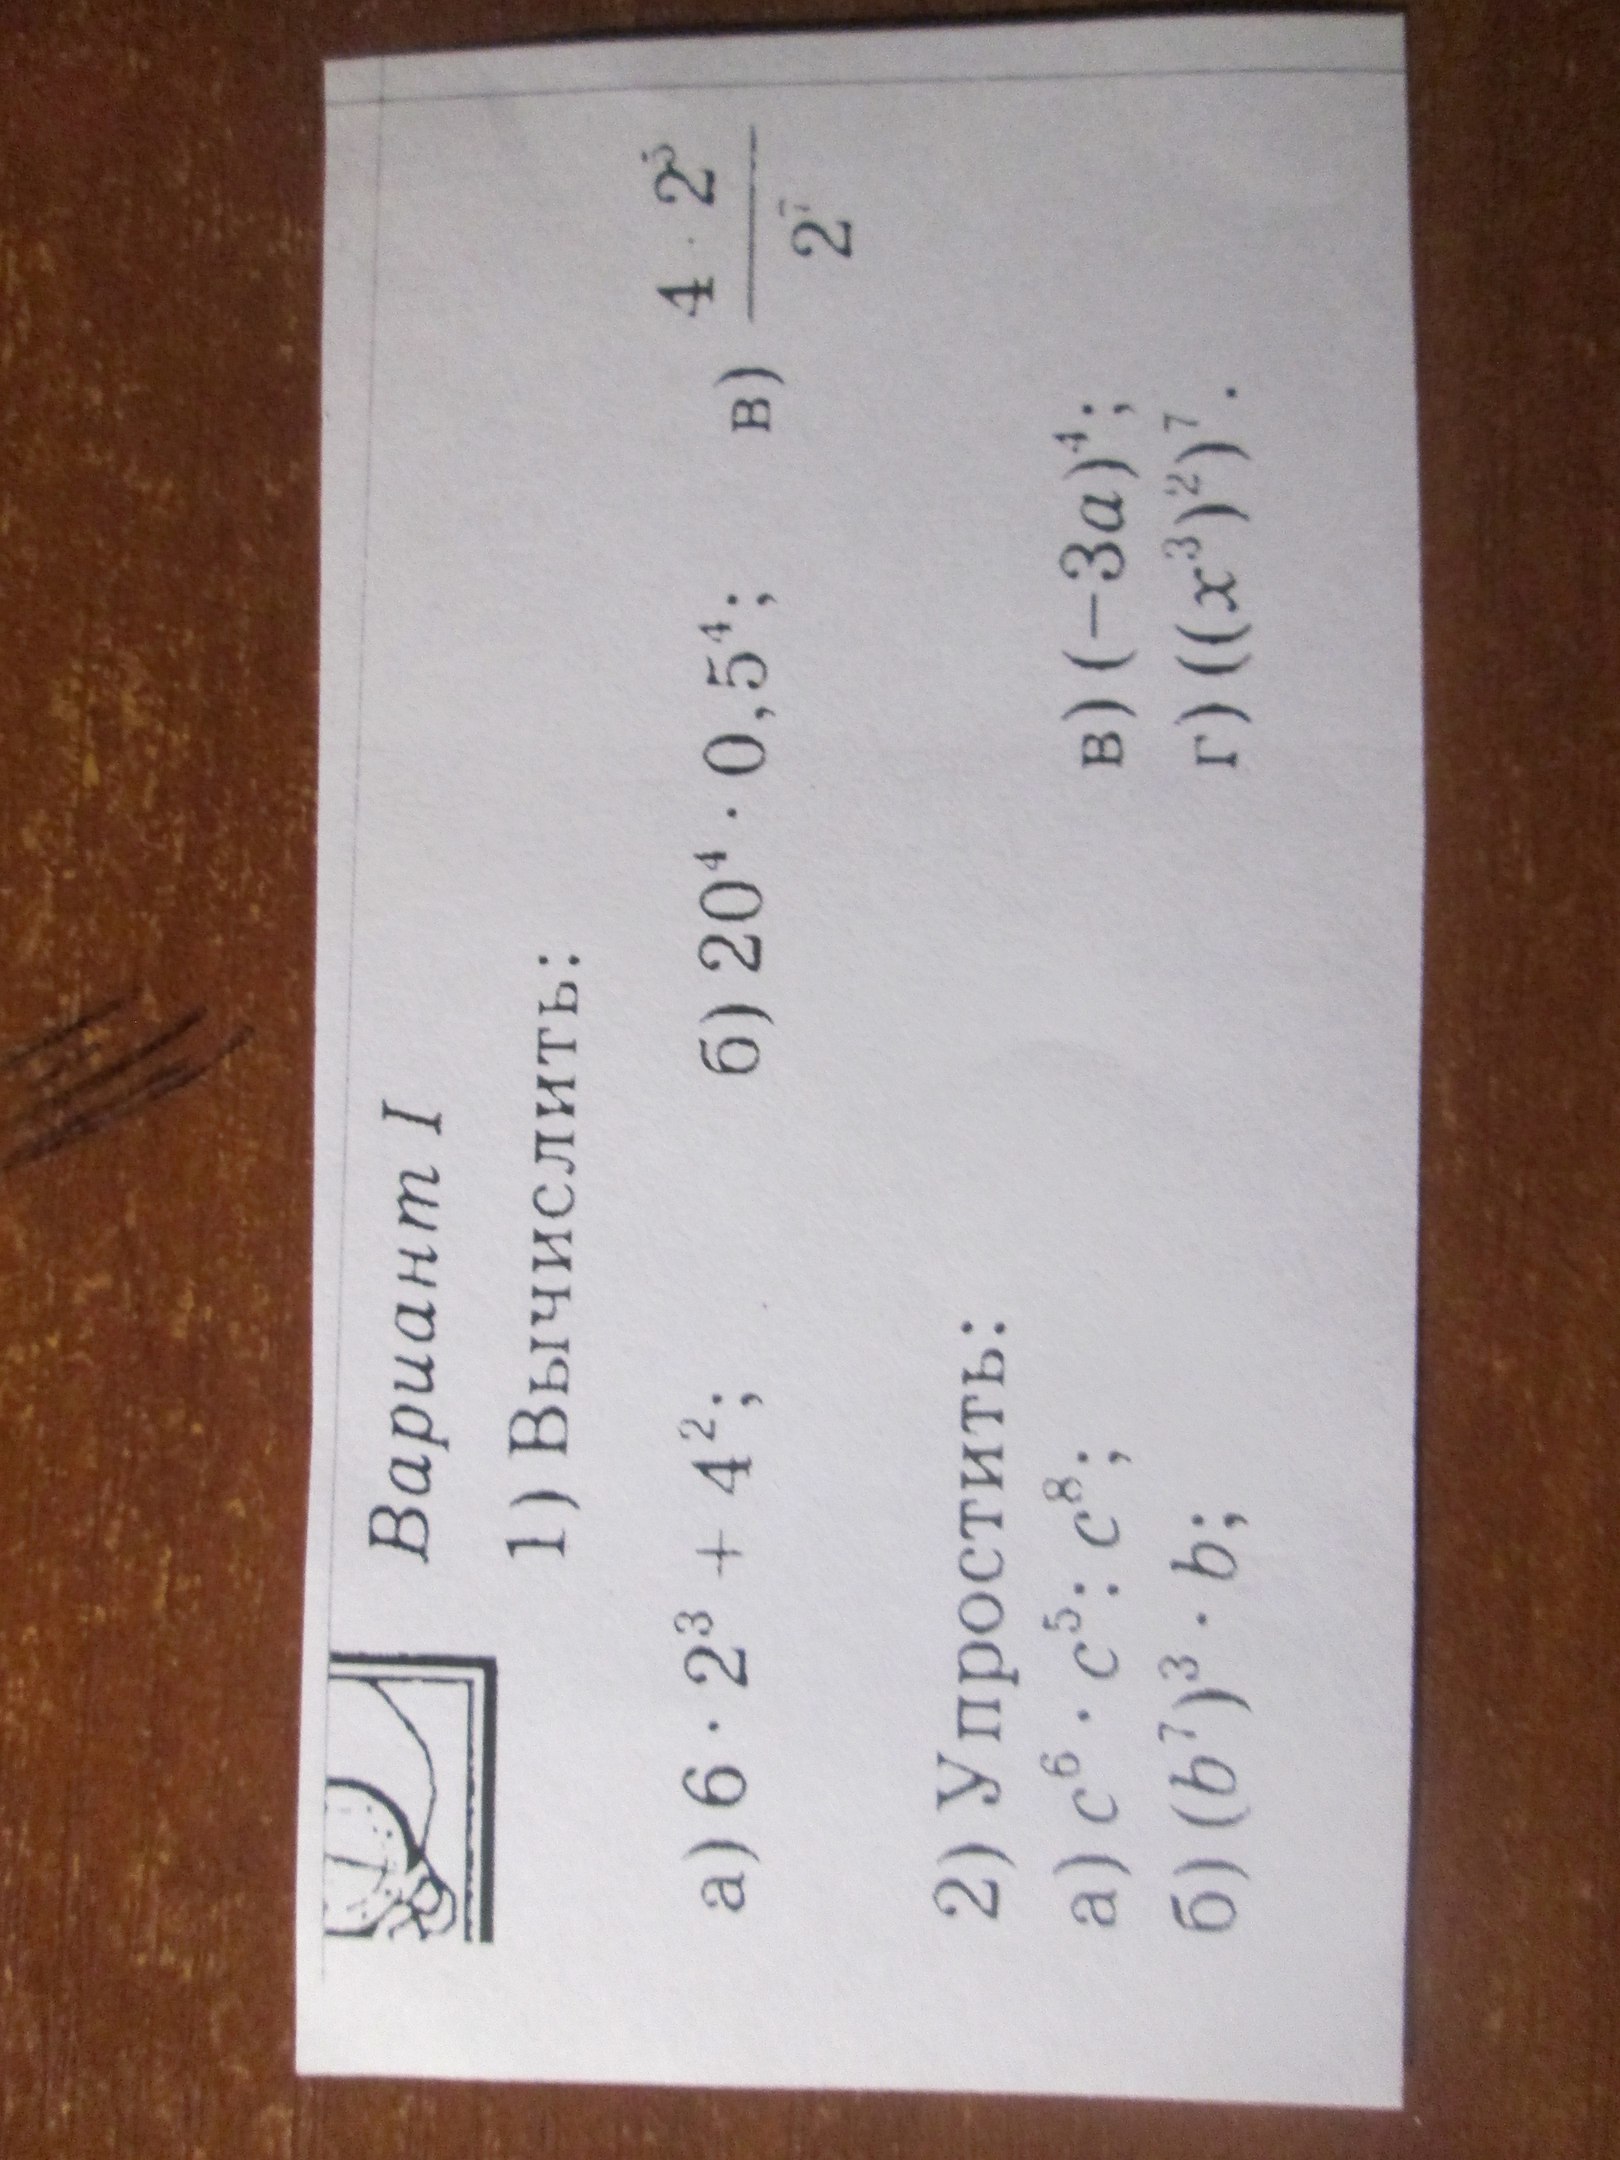 Вариант I
1) Вычислить:
а) 6 · 2³ + 4²; б) 20⁴ · 0,5⁴; в) 4 · 2⁵ / 2⁷
2) Упростить:
а) c⁶ · c⁵ : c⁸; в) (−3a)⁴;
б) (b⁷)³ · b; г) ((x³)²)⁷.